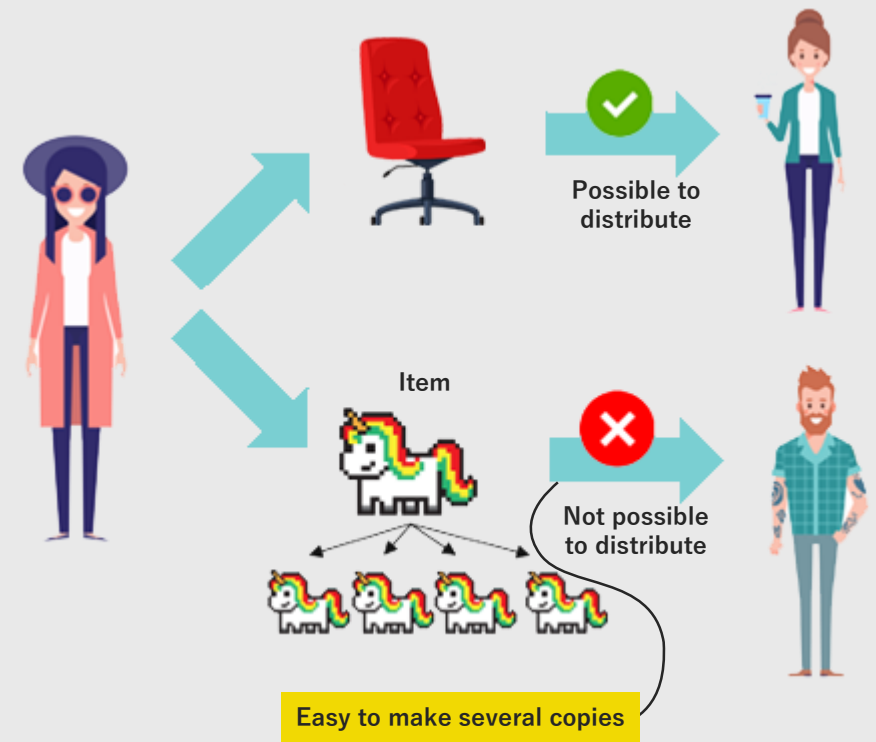 Possible to
distribute
Item
Not possible
to distribute
Easy to make several copies